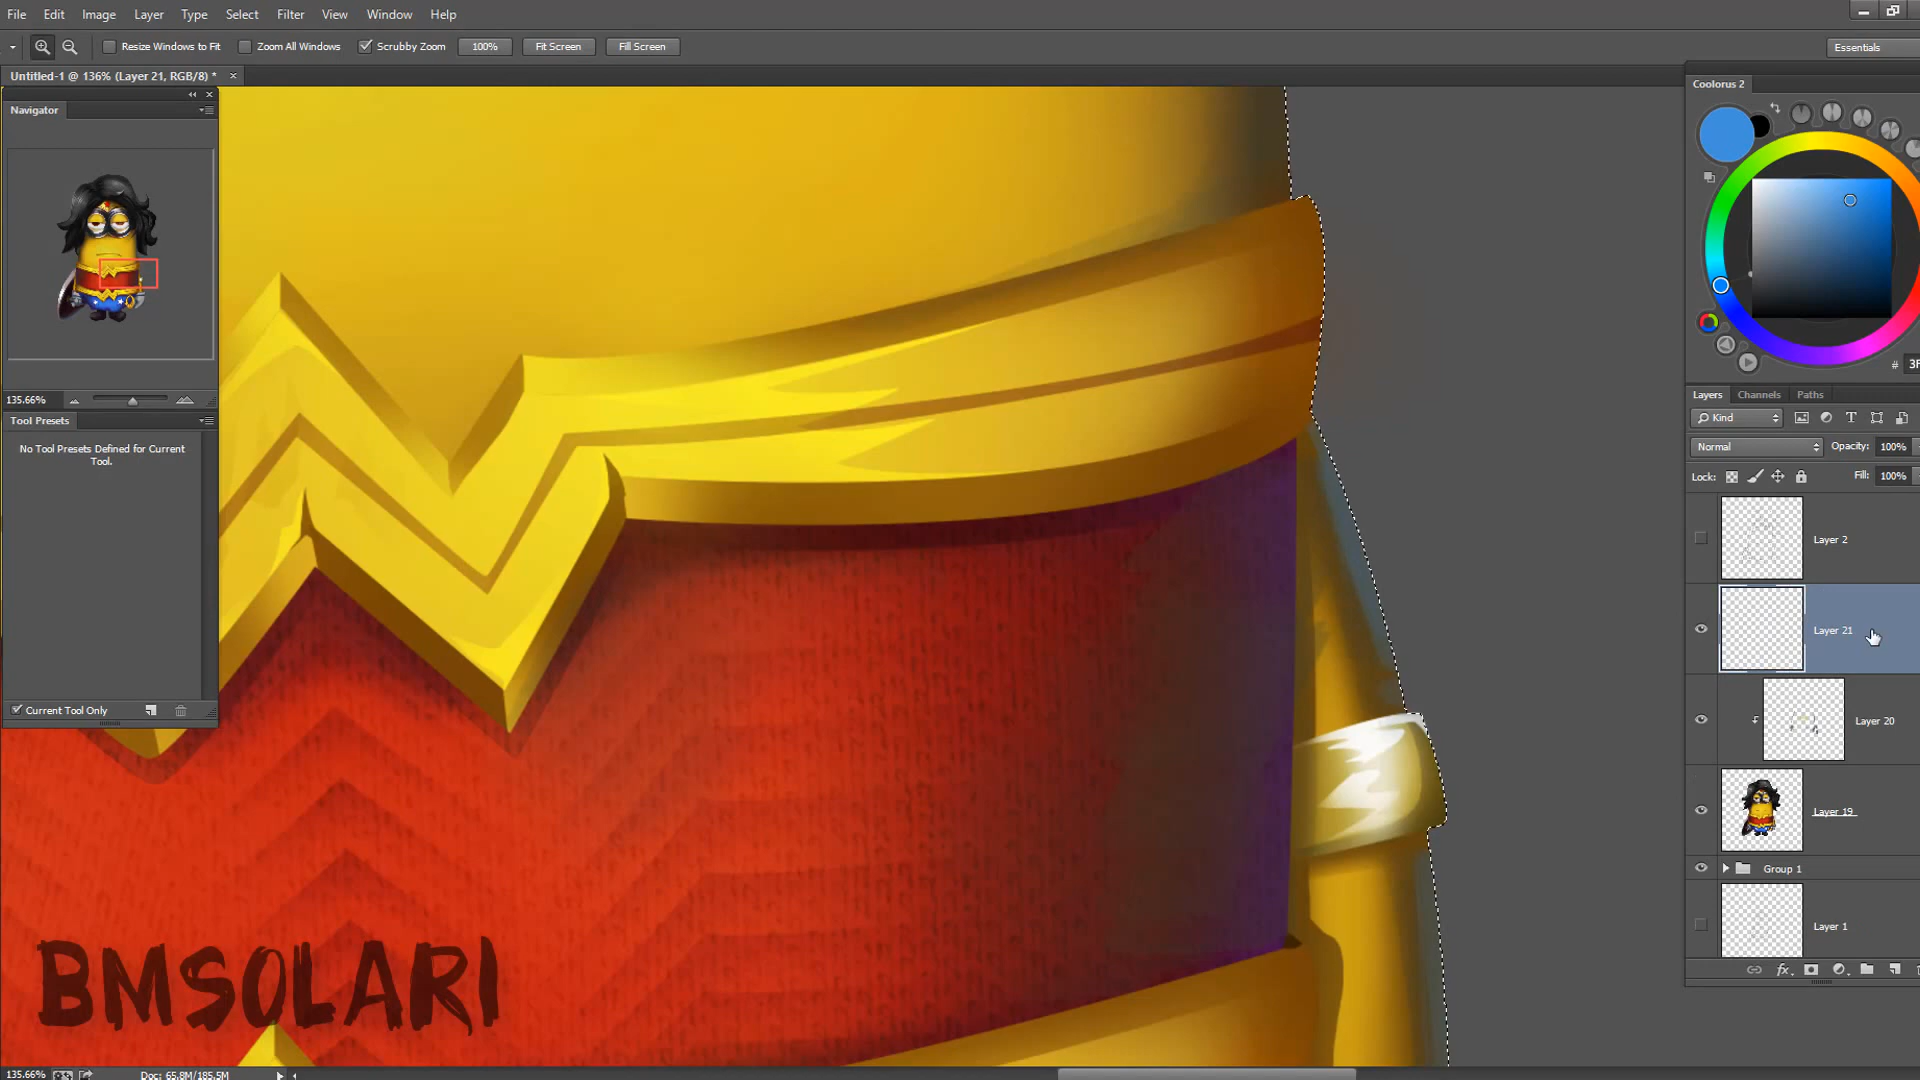 File Edit Image Layer Type Select Filter View Window Help
Resize Windows to Fit Zoom All Windows Scrubby Zoom 100% Fit Screen Fill Screen Essentials
Untitled-1 @ 136% (Layer 21, RGB/8) * ×
Navigator
135.66%
Tool Presets
No Tool Presets Defined for Current
Tool.
Current Tool Only
Coolorus 2
# 3F
Layers Channels Paths
Kind
Normal Opacity: 100%
Lock: Fill: 100%
Layer 2
Layer 21
Layer 20
Layer 19
Group 1
Layer 1
fx
BMSOLARI
135.66% Doc: 65.8M/185.5M